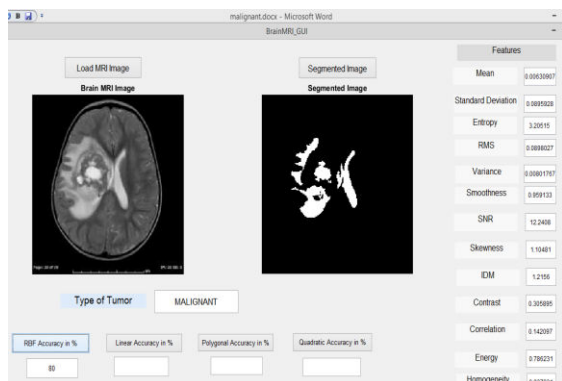 malignant.docx - Microsoft Word
BrainMRI_GUI
Load MRI Image
Brain MRI Image
Segmented Image
Segmented Image
Type of Tumor
MALIGNANT
RBF Accuracy in %
80
Linear Accuracy in %
Polygonal Accuracy in %
Quadratic Accuracy in %
Features
Mean
0.00630907
Standard Deviation
0.0895928
Entropy
3.20515
RMS
0.0898027
Variance
0.00801767
Smoothness
0.959133
SNR
12.2408
Skewness
1.10481
IDM
1.2156
Contrast
0.305895
Correlation
0.142097
Energy
0.786231
Homogeneity